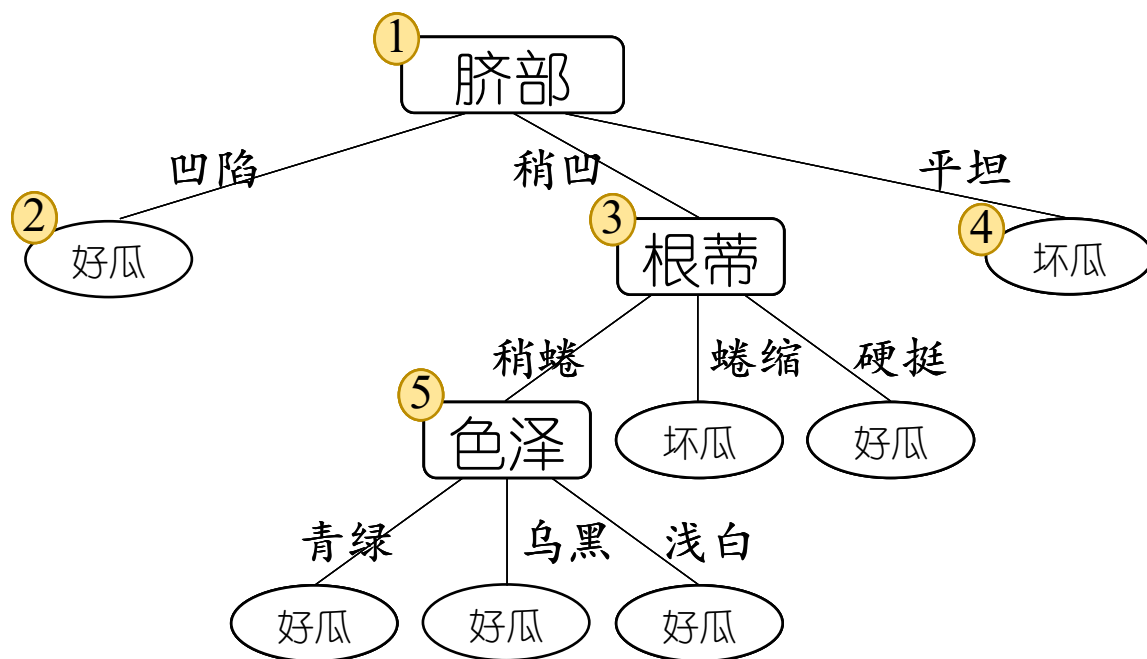 1
脐部
凹陷
稍凹
平坦
2
好瓜
3
根蒂
4
坏瓜
稍蜷
蜷缩
硬挺
5
色泽
坏瓜
好瓜
青绿
乌黑
浅白
好瓜
好瓜
好瓜